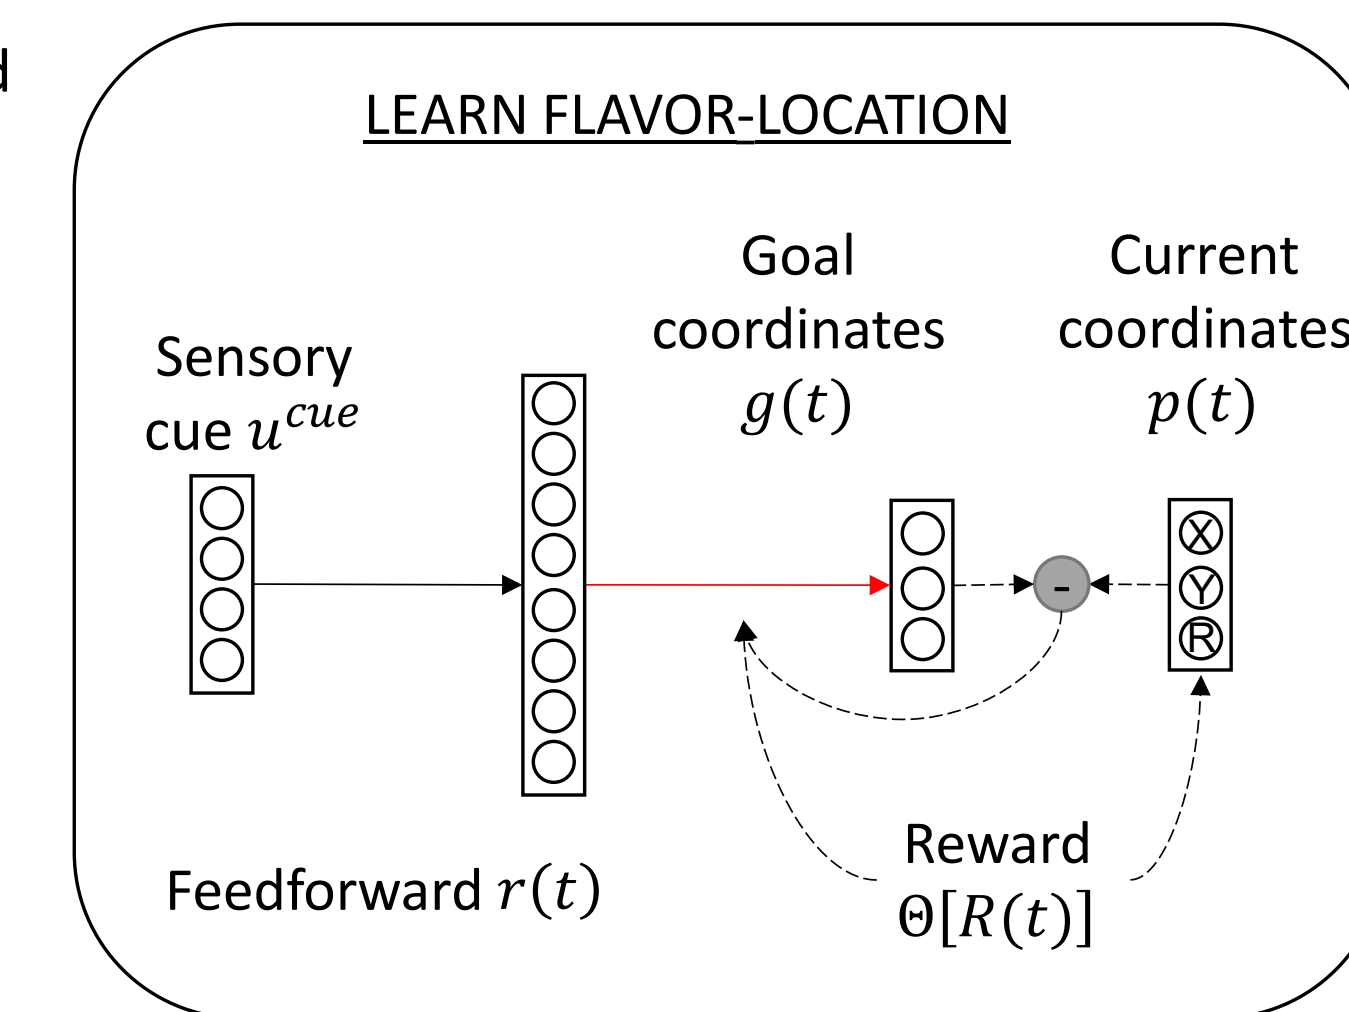 d
LEARN FLAVOR-LOCATION
Goal
coordinates
g(t)
Current
coordinates
p(t)
Sensory
cue u^{cue}
-
X
Y
R
Feedforward r(t)
Reward
Θ[R(t)]